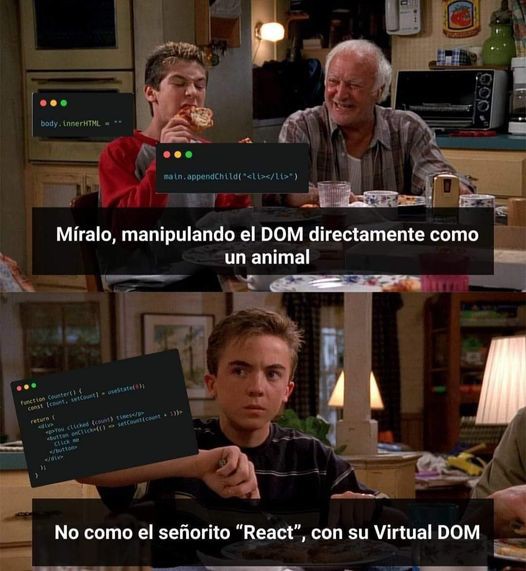 body.innerHTML = ""
main.appendChild("<li></li>")
Míralo, manipulando el DOM directamente como
un animal
function Counter() {
const [count, setCount] = useState(0);
return (
<div>
<p>You clicked {count} times</p>
<button onClick={() => setCount(count + 1)}>
Click me
</button>
</div>
);
}
No como el señorito “React”, con su Virtual DOM